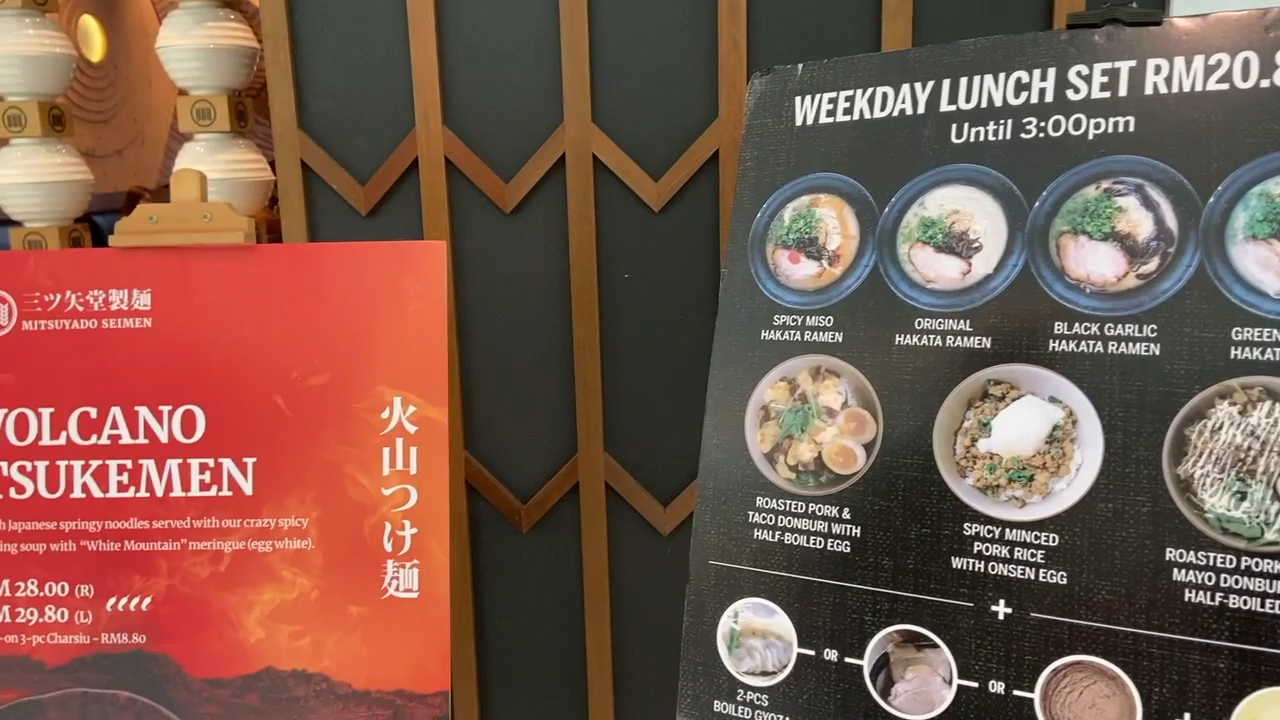 三ツ矢堂製麺
MITSUYADO SEIMEN
VOLCANO
TSUKEMEN
Japanese springy noodles served with our crazy spicy
soup with “White Mountain” meringue (egg white).
28.00 (R)
29.80 (L)
3-pc Charsiu – RM8.80
火山つけ麺
WEEKDAY LUNCH SET RM20.8
Until 3:00pm
SPICY MISO
HAKATA RAMEN
ORIGINAL
HAKATA RAMEN
BLACK GARLIC
HAKATA RAMEN
GREEN
HAKAT
ROASTED PORK &
TACO DONBURI WITH
HALF-BOILED EGG
SPICY MINCED
PORK RICE
WITH ONSEN EGG
ROASTED PORK
MAYO DONBU
HALF-BOILED
+
OR
OR
2-PCS
BOILED GYOZA